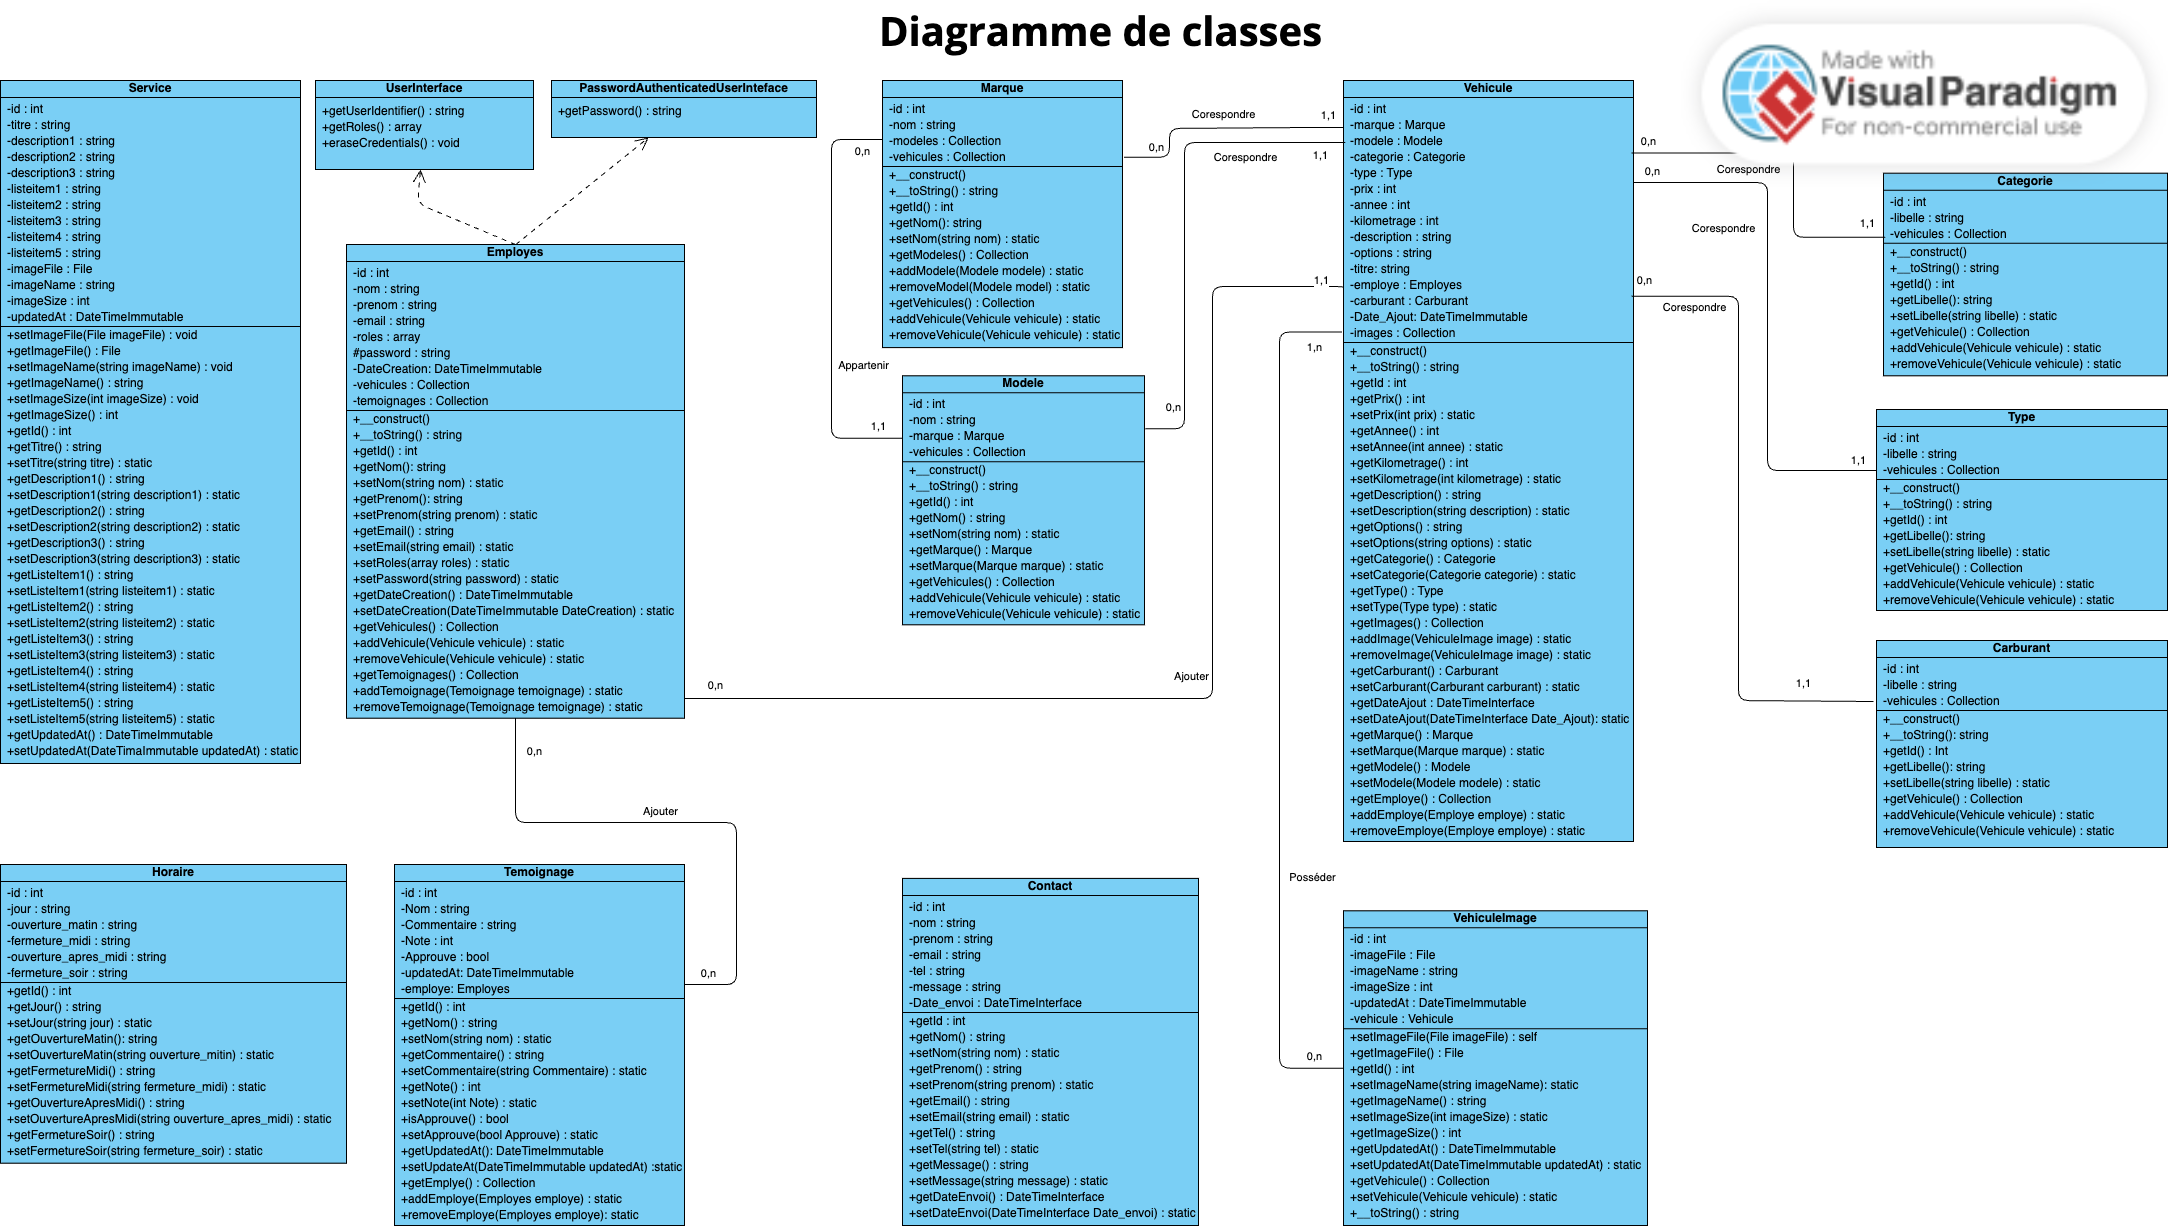 Diagramme de classes
Made with
Visual Paradigm
For non-commercial use
Service
-id : int
-titre : string
-description1 : string
-description2 : string
-description3 : string
-listeitem1 : string
-listeitem2 : string
-listeitem3 : string
-listeitem4 : string
-listeitem5 : string
-imageFile : File
-imageName : string
-imageSize : int
-updatedAt : DateTimeImmutable
+setImageFile(File imageFile) : void
+getImageFile() : File
+setImageName(string imageName) : void
+getImageName() : string
+setImageSize(int imageSize) : void
+getImageSize() : int
+getId() : int
+getTitre() : string
+setTitre(string titre) : static
+getDescription1() : string
+setDescription1(string description1) : static
+getDescription2() : string
+setDescription2(string description2) : static
+getDescription3() : string
+setDescription3(string description3) : static
+getListeItem1() : string
+setListeItem1(string listeitem1) : static
+getListeItem2() : string
+setListeItem2(string listeitem2) : static
+getListeItem3() : string
+setListeItem3(string listeitem3) : static
+getListeItem4() : string
+setListeItem4(string listeitem4) : static
+getListeItem5() : string
+setListeItem5(string listeitem5) : static
+getUpdatedAt() : DateTimeImmutable
+setUpdatedAt(DateTimaImmutable updatedAt) : static
UserInterface
+getUserIdentifier() : string
+getRoles() : array
+eraseCredentials() : void
PasswordAuthenticatedUserInteface
+getPassword() : string
Employes
-id : int
-nom : string
-prenom : string
-email : string
-roles : array
#password : string
-DateCreation: DateTimeImmutable
-vehicules : Collection
-temoignages : Collection
+__construct()
+__toString() : string
+getId() : int
+getNom(): string
+setNom(string nom) : static
+getPrenom(): string
+setPrenom(string prenom) : static
+getEmail() : string
+setEmail(string email) : static
+setRoles(array roles) : static
+setPassword(string password) : static
+getDateCreation() : DateTimeImmutable
+setDateCreation(DateTimeImmutable DateCreation) : static
+getVehicules() : Collection
+addVehicule(Vehicule vehicule) : static
+removeVehicule(Vehicule vehicule) : static
+getTemoignages() : Collection
+addTemoignage(Temoignage temoignage) : static
+removeTemoignage(Temoignage temoignage) : static
Marque
-id : int
-nom : string
-modeles : Collection
-vehicules : Collection
+__construct()
+__toString() : string
+getId() : int
+getNom(): string
+setNom(string nom) : static
+getModeles() : Collection
+addModele(Modele modele) : static
+removeModel(Modele model) : static
+getVehicules() : Collection
+addVehicule(Vehicule vehicule) : static
+removeVehicule(Vehicule vehicule) : static
0,n
Appartenir
1,1
Corespondre
0,n
1,1
Corespondre
0,n
1,1
Modele
-id : int
-nom : string
-marque : Marque
-vehicules : Collection
+__construct()
+__toString() : string
+getId() : int
+getNom() : string
+setNom(string nom) : static
+getMarque() : Marque
+setMarque(Marque marque) : static
+getVehicules() : Collection
+addVehicule(Vehicule vehicule) : static
+removeVehicule(Vehicule vehicule) : static
1,1
Ajouter
0,n
Vehicule
-id : int
-marque : Marque
-modele : Modele
-categorie : Categorie
-type : Type
-prix : int
-annee : int
-kilometrage : int
-description : string
-options : string
-titre: string
-employe : Employes
-carburant : Carburant
-Date_Ajout: DateTimeImmutable
-images : Collection
+__construct()
+__toString() : string
+getId : int
+getPrix() : int
+setPrix(int prix) : static
+getAnnee() : int
+setAnnee(int annee) : static
+getKilometrage() : int
+setKilometrage(int kilometrage) : static
+getDescription() : string
+setDescription(string description) : static
+getOptions() : string
+setOptions(string options) : static
+getCategorie() : Categorie
+setCategorie(Categorie categorie) : static
+getType() : Type
+setType(Type type) : static
+getImages() : Collection
+addImage(VehiculeImage image) : static
+removeImage(VehiculeImage image) : static
+getCarburant() : Carburant
+setCarburant(Carburant carburant) : static
+getDateAjout : DateTimeInterface
+setDateAjout(DateTimeInterface Date_Ajout): static
+getMarque() : Marque
+setMarque(Marque marque) : static
+getModele() : Modele
+setModele(Modele modele) : static
+getEmploye() : Collection
+addEmploye(Employe employe) : static
+removeEmploye(Employe employe) : static
0,n
Corespondre
1,1
0,n
Corespondre
1,1
0,n
Corespondre
1,1
Categorie
-id : int
-libelle : string
-vehicules : Collection
+__construct()
+__toString() : string
+getId() : int
+getLibelle(): string
+setLibelle(string libelle) : static
+getVehicule() : Collection
+addVehicule(Vehicule vehicule) : static
+removeVehicule(Vehicule vehicule) : static
Type
-id : int
-libelle : string
-vehicules : Collection
+__construct()
+__toString() : string
+getId() : int
+getLibelle(): string
+setLibelle(string libelle) : static
+getVehicule() : Collection
+addVehicule(Vehicule vehicule) : static
+removeVehicule(Vehicule vehicule) : static
Carburant
-id : int
-libelle : string
-vehicules : Collection
+__construct()
+__toString(): string
+getId() : Int
+getLibelle(): string
+setLibelle(string libelle) : static
+getVehicule() : Collection
+addVehicule(Vehicule vehicule) : static
+removeVehicule(Vehicule vehicule) : static
0,n
Ajouter
0,n
1,n
Posséder
0,n
Horaire
-id : int
-jour : string
-ouverture_matin : string
-fermeture_midi : string
-ouverture_apres_midi : string
-fermeture_soir : string
+getId() : int
+getJour() : string
+setJour(string jour) : static
+getOuvertureMatin(): string
+setOuvertureMatin(string ouverture_mitin) : static
+getFermetureMidi() : string
+setFermetureMidi(string fermeture_midi) : static
+getOuvertureApresMidi() : string
+setOuvertureApresMidi(string ouverture_apres_midi) : static
+getFermetureSoir() : string
+setFermetureSoir(string fermeture_soir) : static
Temoignage
-id : int
-Nom : string
-Commentaire : string
-Note : int
-Approuve : bool
-updatedAt: DateTimeImmutable
-employe: Employes
+getId() : int
+getNom() : string
+setNom(string nom) : static
+getCommentaire() : string
+setCommentaire(string Commentaire) : static
+getNote() : int
+setNote(int Note) : static
+isApprouve() : bool
+setApprouve(bool Approuve) : static
+getUpdatedAt(): DateTimeImmutable
+setUpdateAt(DateTimeImmutable updatedAt) :static
+getEmplye() : Collection
+addEmploye(Employes employe) : static
+removeEmploye(Employes employe): static
Contact
-id : int
-nom : string
-prenom : string
-email : string
-tel : string
-message : string
-Date_envoi : DateTimeInterface
+getId : int
+getNom() : string
+setNom(string nom) : static
+getPrenom() : string
+setPrenom(string prenom) : static
+getEmail() : string
+setEmail(string email) : static
+getTel() : string
+setTel(string tel) : static
+getMessage() : string
+setMessage(string message) : static
+getDateEnvoi() : DateTimeInterface
+setDateEnvoi(DateTimeInterface Date_envoi) : static
VehiculeImage
-id : int
-imageFile : File
-imageName : string
-imageSize : int
-updatedAt : DateTimeImmutable
-vehicule : Vehicule
+setImageFile(File imageFile) : self
+getImageFile() : File
+getId() : int
+setImageName(string imageName): static
+getImageName() : string
+setImageSize(int imageSize) : static
+getImageSize() : int
+getUpdatedAt() : DateTimeImmutable
+setUpdatedAt(DateTimeImmutable updatedAt) : static
+getVehicule() : Collection
+setVehicule(Vehicule vehicule) : static
+__toString() : string